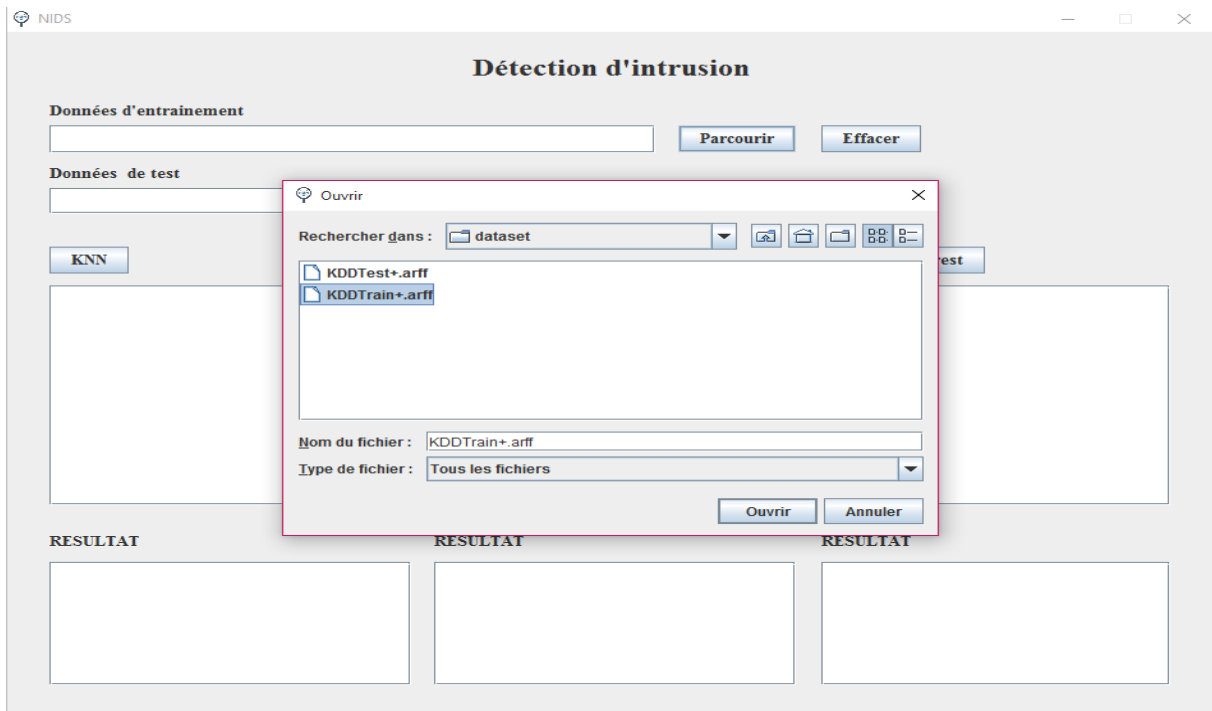 NIDS
Détection d'intrusion
Données d'entrainement
Parcourir
Effacer
Données de test
Ouvrir
Rechercher dans :
dataset
KNN
KDDTest+.arff
KDDTrain+.arff
Nom du fichier :
KDDTrain+.arff
Type de fichier :
Tous les fichiers
Ouvrir
Annuler
RESULTAT
RESULTAT
RESULTAT